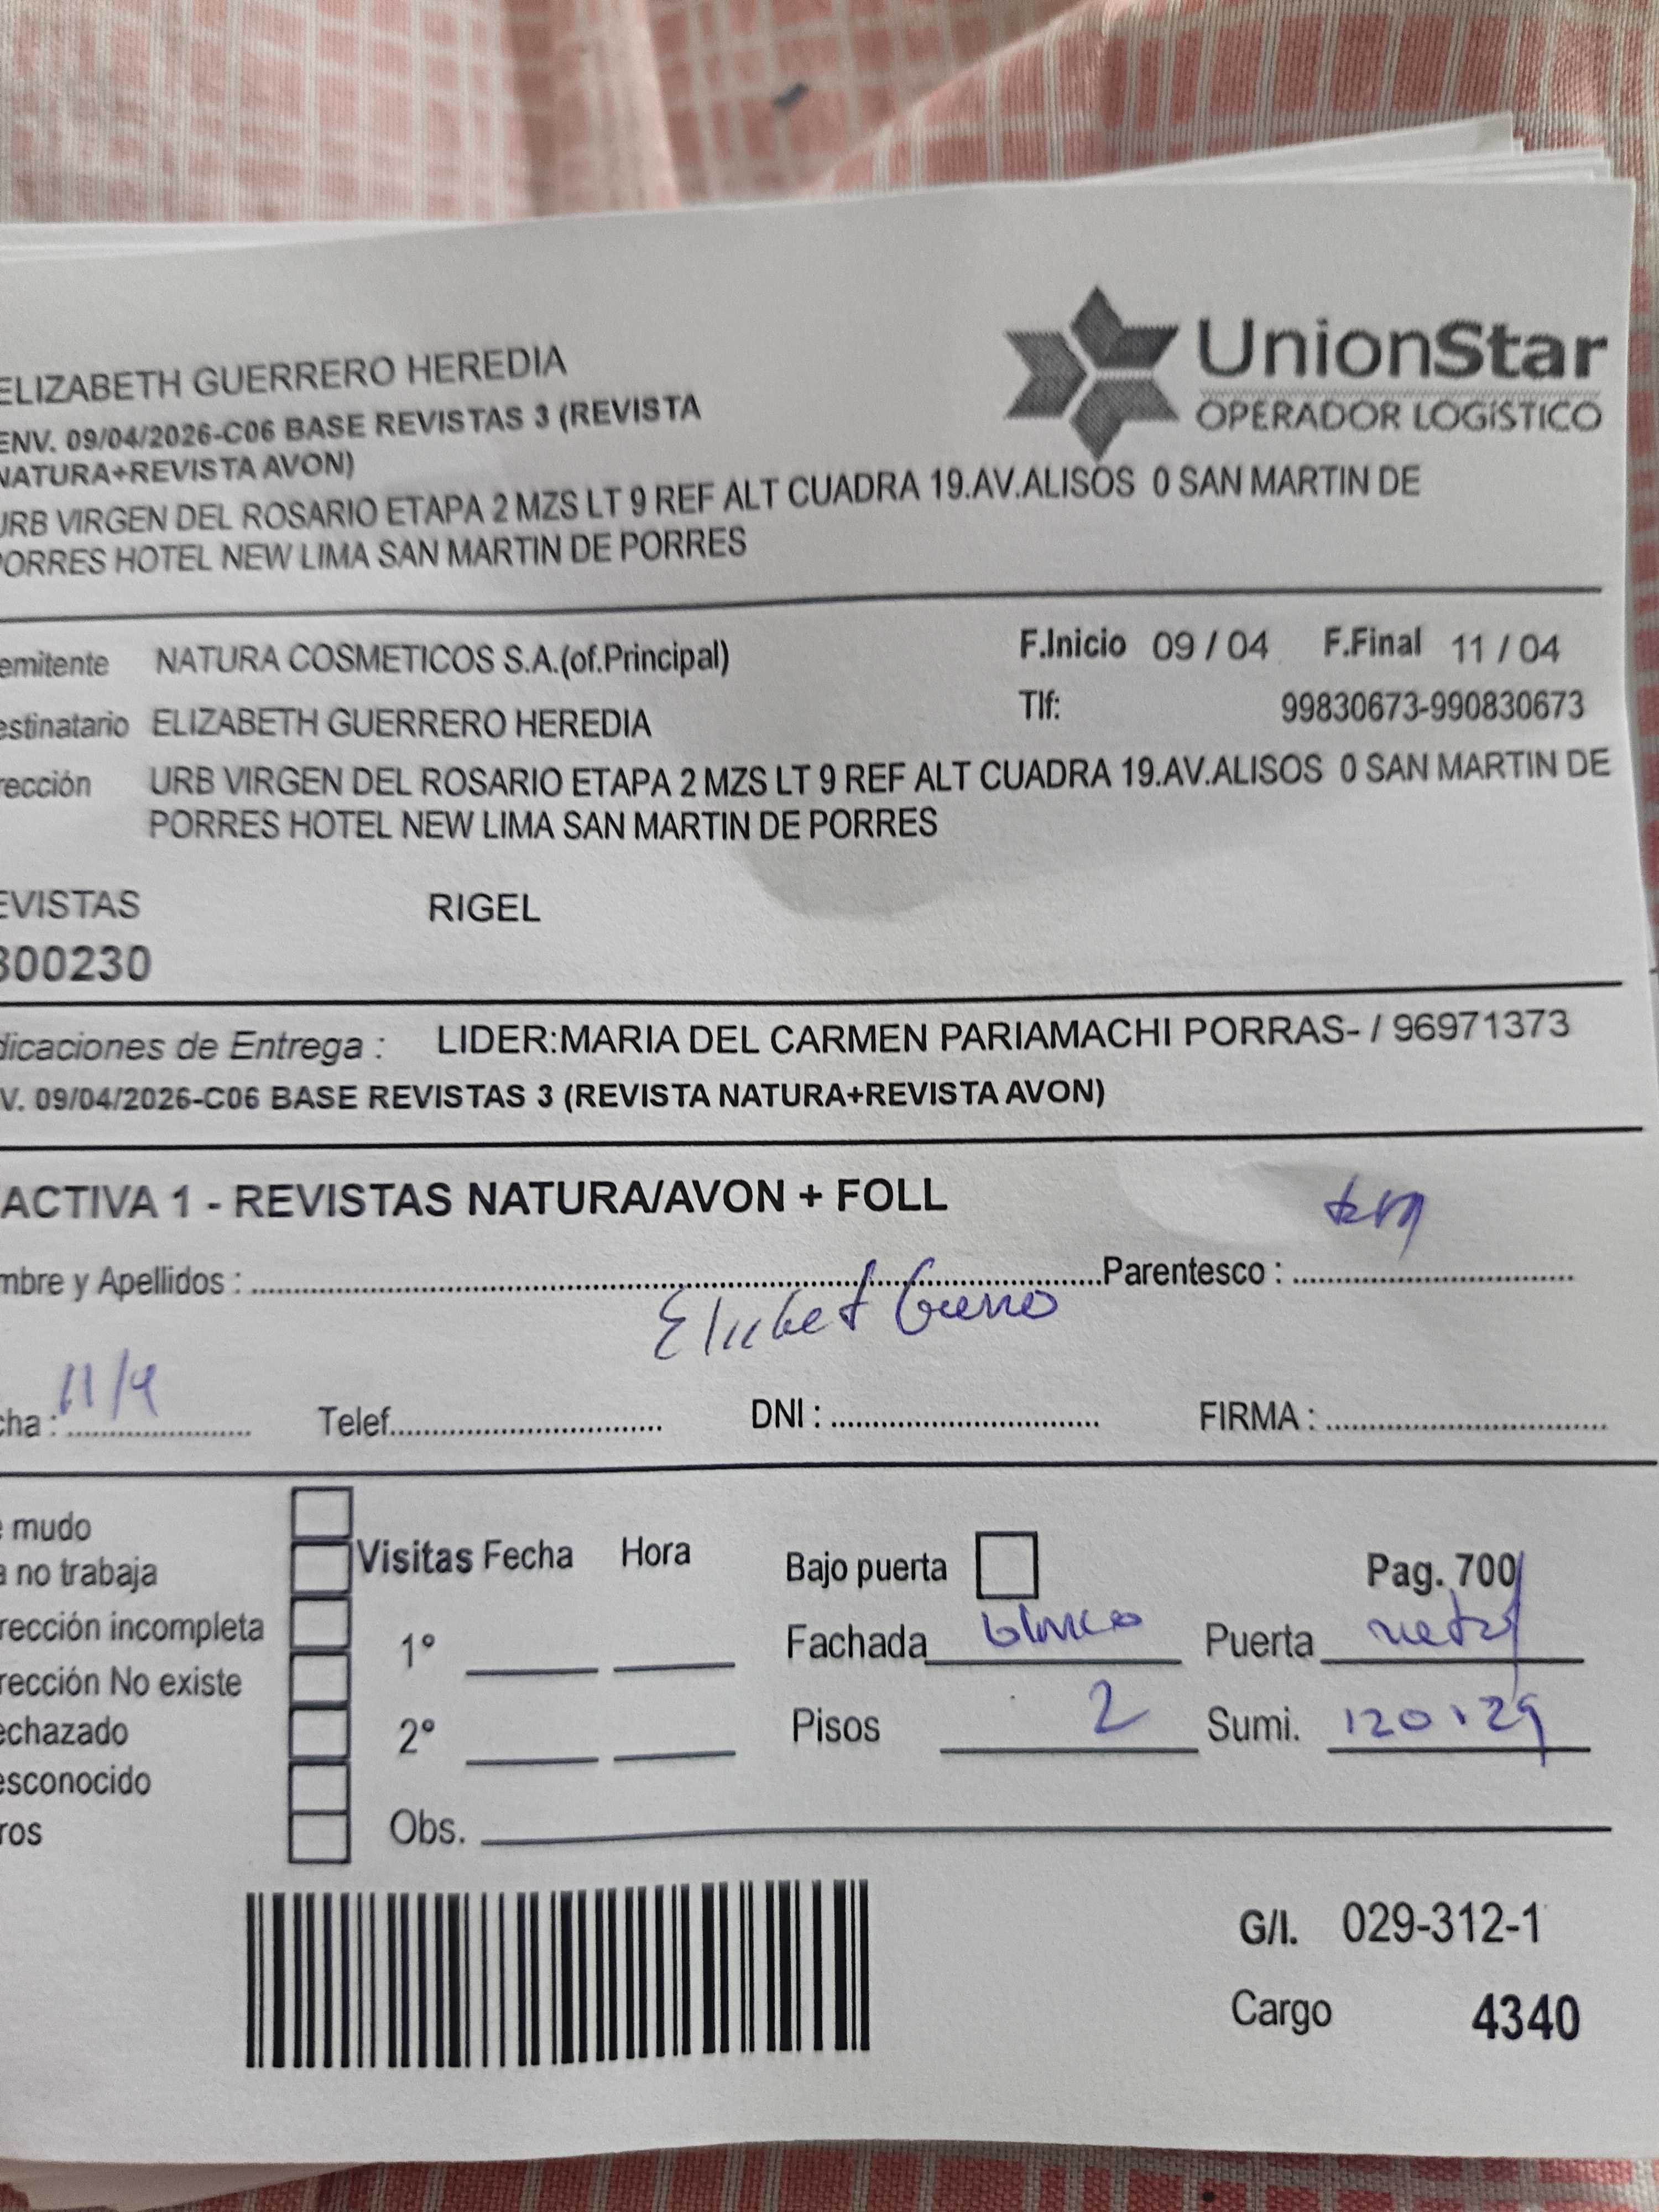 ELIZABETH GUERRERO HEREDIA
UnionStar
OPERADOR LOGÍSTICO
ENV. 09/04/2026-C06 BASE REVISTAS 3 (REVISTA
NATURA+REVISTA AVON)
URB VIRGEN DEL ROSARIO ETAPA 2 MZS LT 9 REF ALT CUADRA 19.AV.ALISOS 0 SAN MARTIN DE
PORRES HOTEL NEW LIMA SAN MARTIN DE PORRES
emitente NATURA COSMETICOS S.A.(of.Principal) F.Inicio 09 / 04 F.Final 11 / 04
estinatario ELIZABETH GUERRERO HEREDIA Tlf: 99830673-990830673
rección URB VIRGEN DEL ROSARIO ETAPA 2 MZS LT 9 REF ALT CUADRA 19.AV.ALISOS 0 SAN MARTIN DE
PORRES HOTEL NEW LIMA SAN MARTIN DE PORRES
EVISTAS RIGEL
300230
dicaciones de Entrega : LIDER:MARIA DEL CARMEN PARIAMACHI PORRAS- / 96971373
V. 09/04/2026-C06 BASE REVISTAS 3 (REVISTA NATURA+REVISTA AVON)
ACTIVA 1 - REVISTAS NATURA/AVON + FOLL
mbre y Apellidos : Parentesco :
cha : 11/4 Telef. DNI : FIRMA :
e mudo
a no trabaja
rección incompleta
rección No existe
echazado
esconocido
ros
Visitas Fecha Hora
1°
2°
Obs.
Bajo puerta Pag. 700
Fachada blanco Puerta metal
Pisos 2 Sumi.
G/I. 029-312-1
Cargo 4340